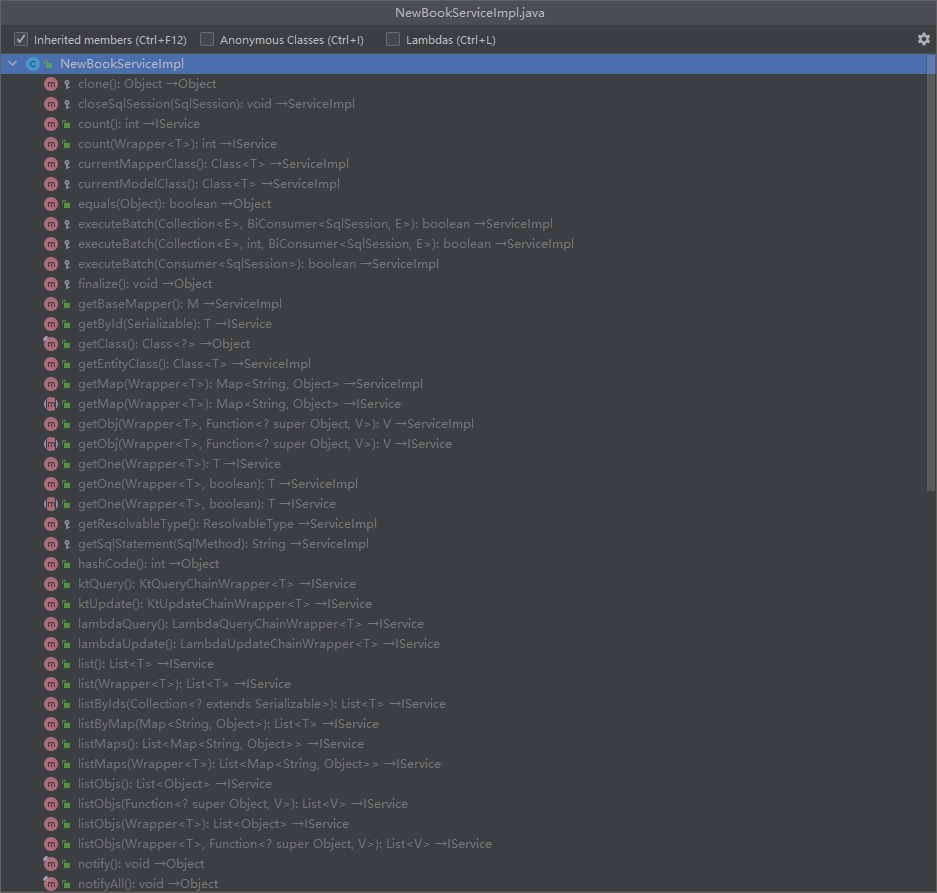 NewBookServiceImpl.java
Inherited members (Ctrl+F12) Anonymous Classes (Ctrl+I) Lambdas (Ctrl+L)
NewBookServiceImpl
clone(): Object →Object
closeSqlSession(SqlSession): void →ServiceImpl
count(): int →IService
count(Wrapper<T>): int →IService
currentMapperClass(): Class<T> →ServiceImpl
currentModelClass(): Class<T> →ServiceImpl
equals(Object): boolean →Object
executeBatch(Collection<E>, BiConsumer<SqlSession, E>): boolean →ServiceImpl
executeBatch(Collection<E>, int, BiConsumer<SqlSession, E>): boolean →ServiceImpl
executeBatch(Consumer<SqlSession>): boolean →ServiceImpl
finalize(): void →Object
getBaseMapper(): M →ServiceImpl
getById(Serializable): T →IService
getClass(): Class<?> →Object
getEntityClass(): Class<T> →ServiceImpl
getMap(Wrapper<T>): Map<String, Object> →ServiceImpl
getMap(Wrapper<T>): Map<String, Object> →IService
getObj(Wrapper<T>, Function<? super Object, V>): V →ServiceImpl
getObj(Wrapper<T>, Function<? super Object, V>): V →IService
getOne(Wrapper<T>): T →IService
getOne(Wrapper<T>, boolean): T →ServiceImpl
getOne(Wrapper<T>, boolean): T →IService
getResolvableType(): ResolvableType →ServiceImpl
getSqlStatement(SqlMethod): String →ServiceImpl
hashCode(): int →Object
ktQuery(): KtQueryChainWrapper<T> →IService
ktUpdate(): KtUpdateChainWrapper<T> →IService
lambdaQuery(): LambdaQueryChainWrapper<T> →IService
lambdaUpdate(): LambdaUpdateChainWrapper<T> →IService
list(): List<T> →IService
list(Wrapper<T>): List<T> →IService
listByIds(Collection<? extends Serializable>): List<T> →IService
listByMap(Map<String, Object>): List<T> →IService
listMaps(): List<Map<String, Object>> →IService
listMaps(Wrapper<T>): List<Map<String, Object>> →IService
listObjs(): List<Object> →IService
listObjs(Function<? super Object, V>): List<V> →IService
listObjs(Wrapper<T>): List<Object> →IService
listObjs(Wrapper<T>, Function<? super Object, V>): List<V> →IService
notify(): void →Object
notifyAll(): void →Object